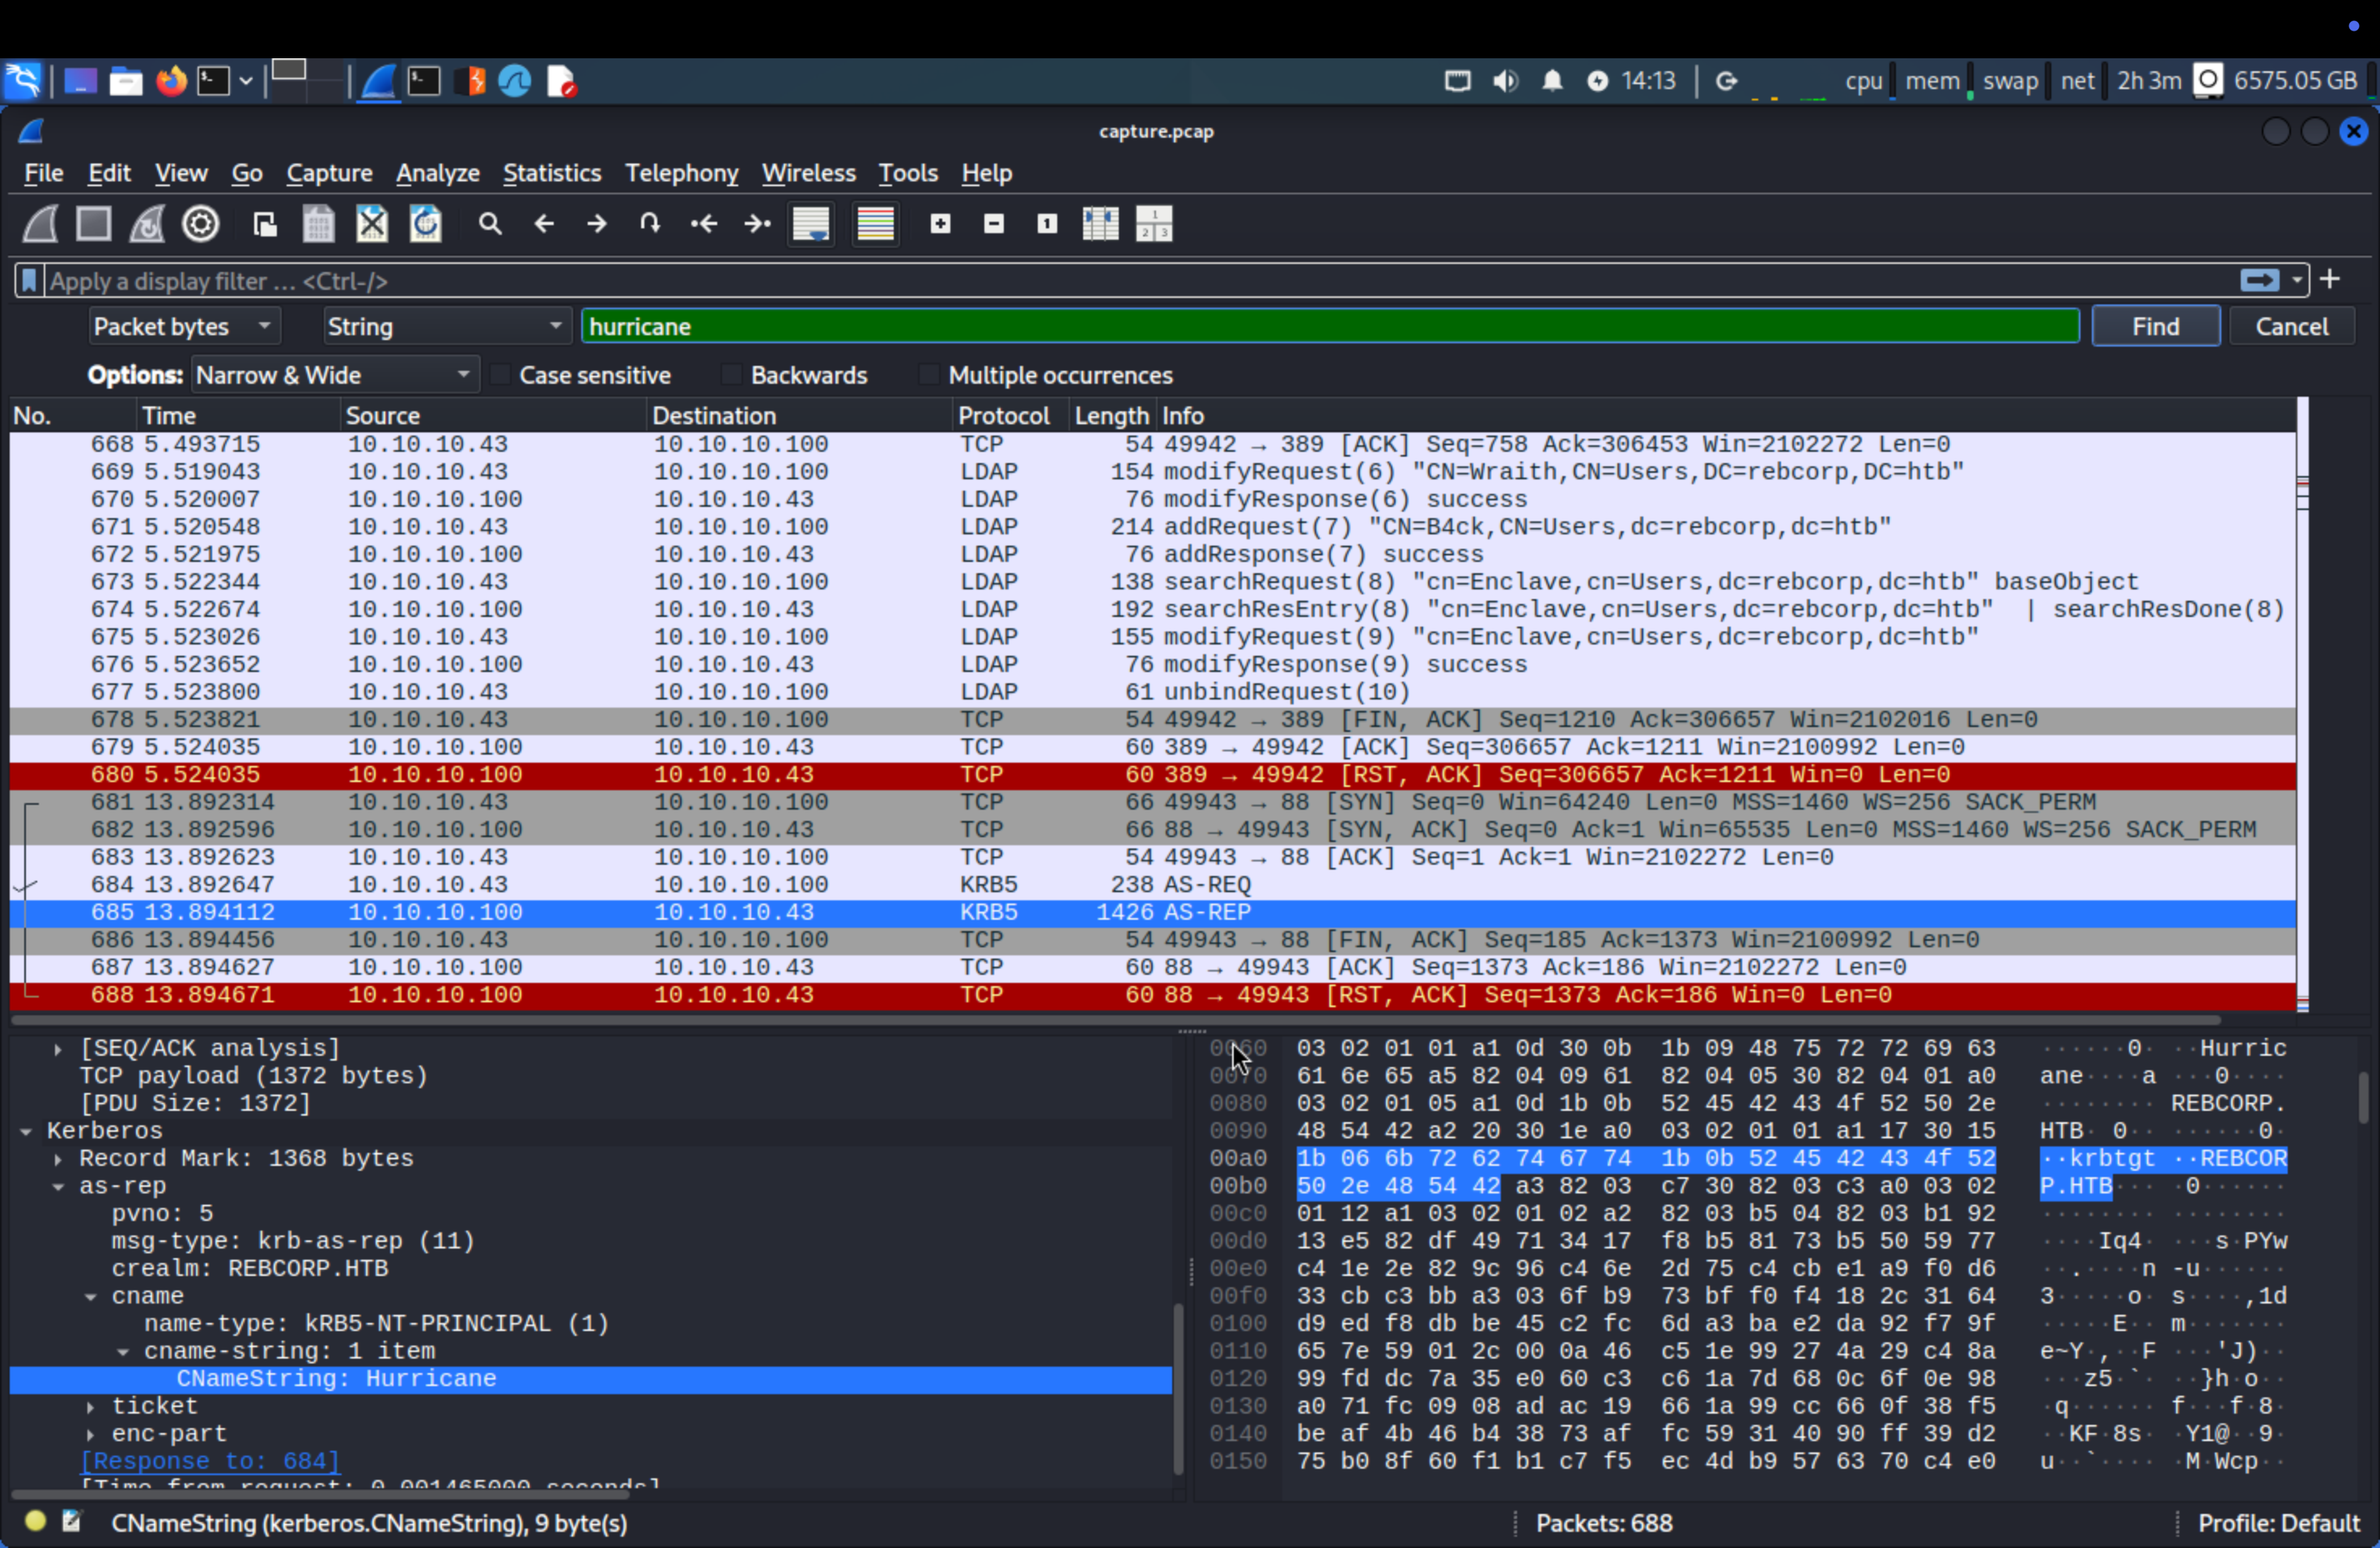 14:13 cpu mem swap net 2h 3m 6575.05 GB
capture.pcap
File Edit View Go Capture Analyze Statistics Telephony Wireless Tools Help
Apply a display filter ... <Ctrl-/>
Packet bytes String hurricane Find Cancel
Options: Narrow & Wide Case sensitive Backwards Multiple occurrences
No. Time Source Destination Protocol Length Info
668 5.493715 10.10.10.43 10.10.10.100 TCP 54 49942 → 389 [ACK] Seq=758 Ack=306453 Win=2102272 Len=0
669 5.519043 10.10.10.43 10.10.10.100 LDAP 154 modifyRequest(6) "CN=Wraith,CN=Users,DC=rebcorp,DC=htb"
670 5.520007 10.10.10.100 10.10.10.43 LDAP 76 modifyResponse(6) success
671 5.520548 10.10.10.43 10.10.10.100 LDAP 214 addRequest(7) "CN=B4ck,CN=Users,dc=rebcorp,dc=htb"
672 5.521975 10.10.10.100 10.10.10.43 LDAP 76 addResponse(7) success
673 5.522344 10.10.10.43 10.10.10.100 LDAP 138 searchRequest(8) "cn=Enclave,cn=Users,dc=rebcorp,dc=htb" baseObject
674 5.522674 10.10.10.100 10.10.10.43 LDAP 192 searchResEntry(8) "cn=Enclave,cn=Users,dc=rebcorp,dc=htb" | searchResDone(8)
675 5.523026 10.10.10.43 10.10.10.100 LDAP 155 modifyRequest(9) "cn=Enclave,cn=Users,dc=rebcorp,dc=htb"
676 5.523652 10.10.10.100 10.10.10.43 LDAP 76 modifyResponse(9) success
677 5.523800 10.10.10.43 10.10.10.100 LDAP 61 unbindRequest(10)
678 5.523821 10.10.10.43 10.10.10.100 TCP 54 49942 → 389 [FIN, ACK] Seq=1210 Ack=306657 Win=2102016 Len=0
679 5.524035 10.10.10.100 10.10.10.43 TCP 60 389 → 49942 [ACK] Seq=306657 Ack=1211 Win=2100992 Len=0
680 5.524035 10.10.10.100 10.10.10.43 TCP 60 389 → 49942 [RST, ACK] Seq=306657 Ack=1211 Win=0 Len=0
681 13.892314 10.10.10.43 10.10.10.100 TCP 66 49943 → 88 [SYN] Seq=0 Win=64240 Len=0 MSS=1460 WS=256 SACK_PERM
682 13.892596 10.10.10.100 10.10.10.43 TCP 66 88 → 49943 [SYN, ACK] Seq=0 Ack=1 Win=65535 Len=0 MSS=1460 WS=256 SACK_PERM
683 13.892623 10.10.10.43 10.10.10.100 TCP 54 49943 → 88 [ACK] Seq=1 Ack=1 Win=2102272 Len=0
684 13.892647 10.10.10.43 10.10.10.100 KRB5 238 AS-REQ
685 13.894112 10.10.10.100 10.10.10.43 KRB5 1426 AS-REP
686 13.894456 10.10.10.43 10.10.10.100 TCP 54 49943 → 88 [FIN, ACK] Seq=185 Ack=1373 Win=2100992 Len=0
687 13.894627 10.10.10.100 10.10.10.43 TCP 60 88 → 49943 [ACK] Seq=1373 Ack=186 Win=2102272 Len=0
688 13.894671 10.10.10.100 10.10.10.43 TCP 60 88 → 49943 [RST, ACK] Seq=1373 Ack=186 Win=0 Len=0
[SEQ/ACK analysis]
TCP payload (1372 bytes)
[PDU Size: 1372]
Kerberos
Record Mark: 1368 bytes
as-rep
pvno: 5
msg-type: krb-as-rep (11)
crealm: REBCORP.HTB
cname
name-type: kRB5-NT-PRINCIPAL (1)
cname-string: 1 item
CNameString: Hurricane
ticket
enc-part
[Response to: 684]
[Time from request: 0.001465000 seconds]
0060 03 02 01 01 a1 0d 30 0b 1b 09 48 75 72 72 69 63 ······0· ··Hurric
0070 61 6e 65 a5 82 04 09 61 82 04 05 30 82 04 01 a0 ane····a ···0····
0080 03 02 01 05 a1 0d 1b 0b 52 45 42 43 4f 52 50 2e ········ REBCORP.
0090 48 54 42 a2 20 30 1e a0 03 02 01 01 a1 17 30 15 HTB· 0·· ······0·
00a0 1b 06 6b 72 62 74 67 74 1b 0b 52 45 42 43 4f 52 ··krbtgt ··REBCOR
00b0 50 2e 48 54 42 a3 82 03 c7 30 82 03 c3 a0 03 02 P.HTB··· ·0······
00c0 01 12 a1 03 02 01 02 a2 82 03 b5 04 82 03 b1 92 ········ ········
00d0 13 e5 82 df 49 71 34 17 f8 b5 81 73 b5 50 59 77 ····Iq4· ···s·PYw
00e0 c4 1e 2e 82 9c 96 c4 6e 2d 75 c4 cb e1 a9 f0 d6 ··.····n -u······
00f0 33 cb c3 bb a3 03 6f b9 73 bf f0 f4 18 2c 31 64 3·····o· s····,1d
0100 d9 ed f8 db be 45 c2 fc 6d a3 ba e2 da 92 f7 9f ·····E·· m·······
0110 65 7e 59 01 2c 00 0a 46 c5 1e 99 27 4a 29 c4 8a e~Y·,··F ···'J)··
0120 99 fd dc 7a 35 e0 60 c3 c6 1a 7d 68 0c 6f 0e 98 ···z5·`· ··}h·o··
0130 a0 71 fc 09 08 ad ac 19 66 1a 99 cc 66 0f 38 f5 ·q······ f···f·8·
0140 be af 4b 46 b4 38 73 af fc 59 31 40 90 ff 39 d2 ··KF·8s· ·Y1@··9·
0150 75 b0 8f 60 f1 b1 c7 f5 ec 4d b9 57 63 70 c4 e0 u··`···· ·M·Wcp··
CNameString (kerberos.CNameString), 9 byte(s) Packets: 688 Profile: Default